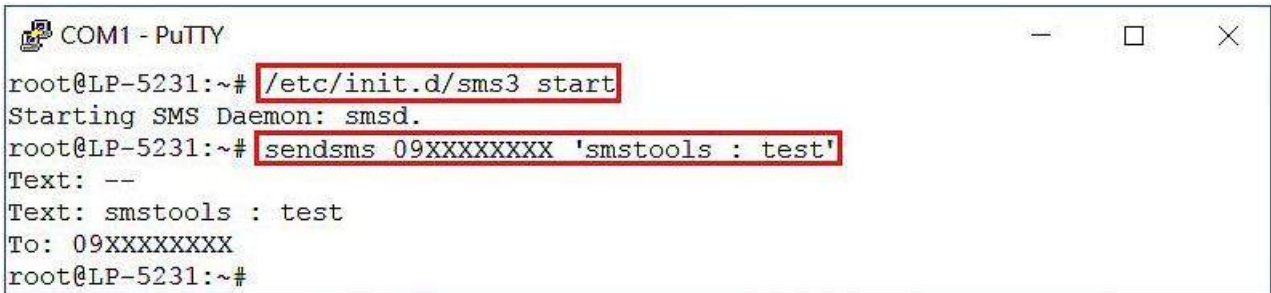 COM1 - PuTTY
root@LP-5231:~# /etc/init.d/sms3 start
Starting SMS Daemon: smsd.
root@LP-5231:~# sendsms 09XXXXXXXX 'smstools : test'
Text: --
Text: smstools : test
To: 09XXXXXXXX
root@LP-5231:~#